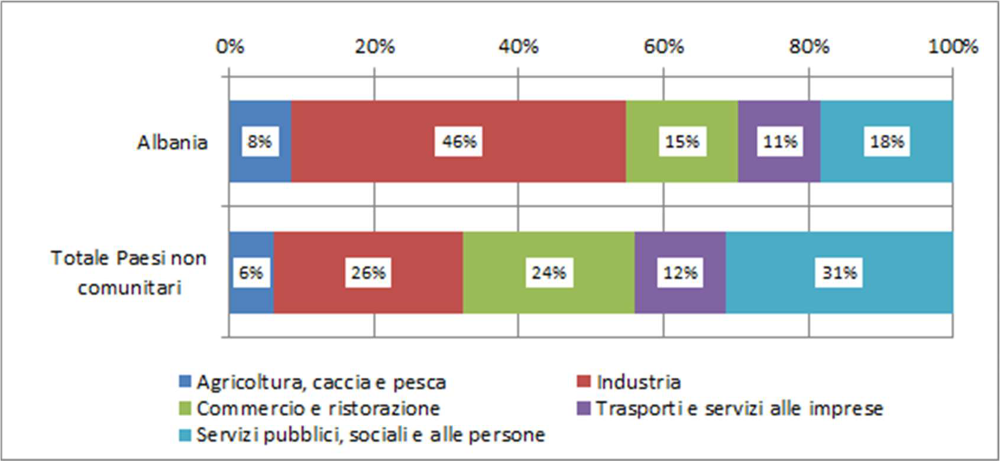 0% 20% 40% 60% 80% 100%
Albania 8% 46% 15% 11% 18%
Totale Paesi non
comunitari
6% 26% 24% 12% 31%
Agricoltura, caccia e pesca Industria
Commercio e ristorazione Trasporti e servizi alle imprese
Servizi pubblici, sociali e alle persone